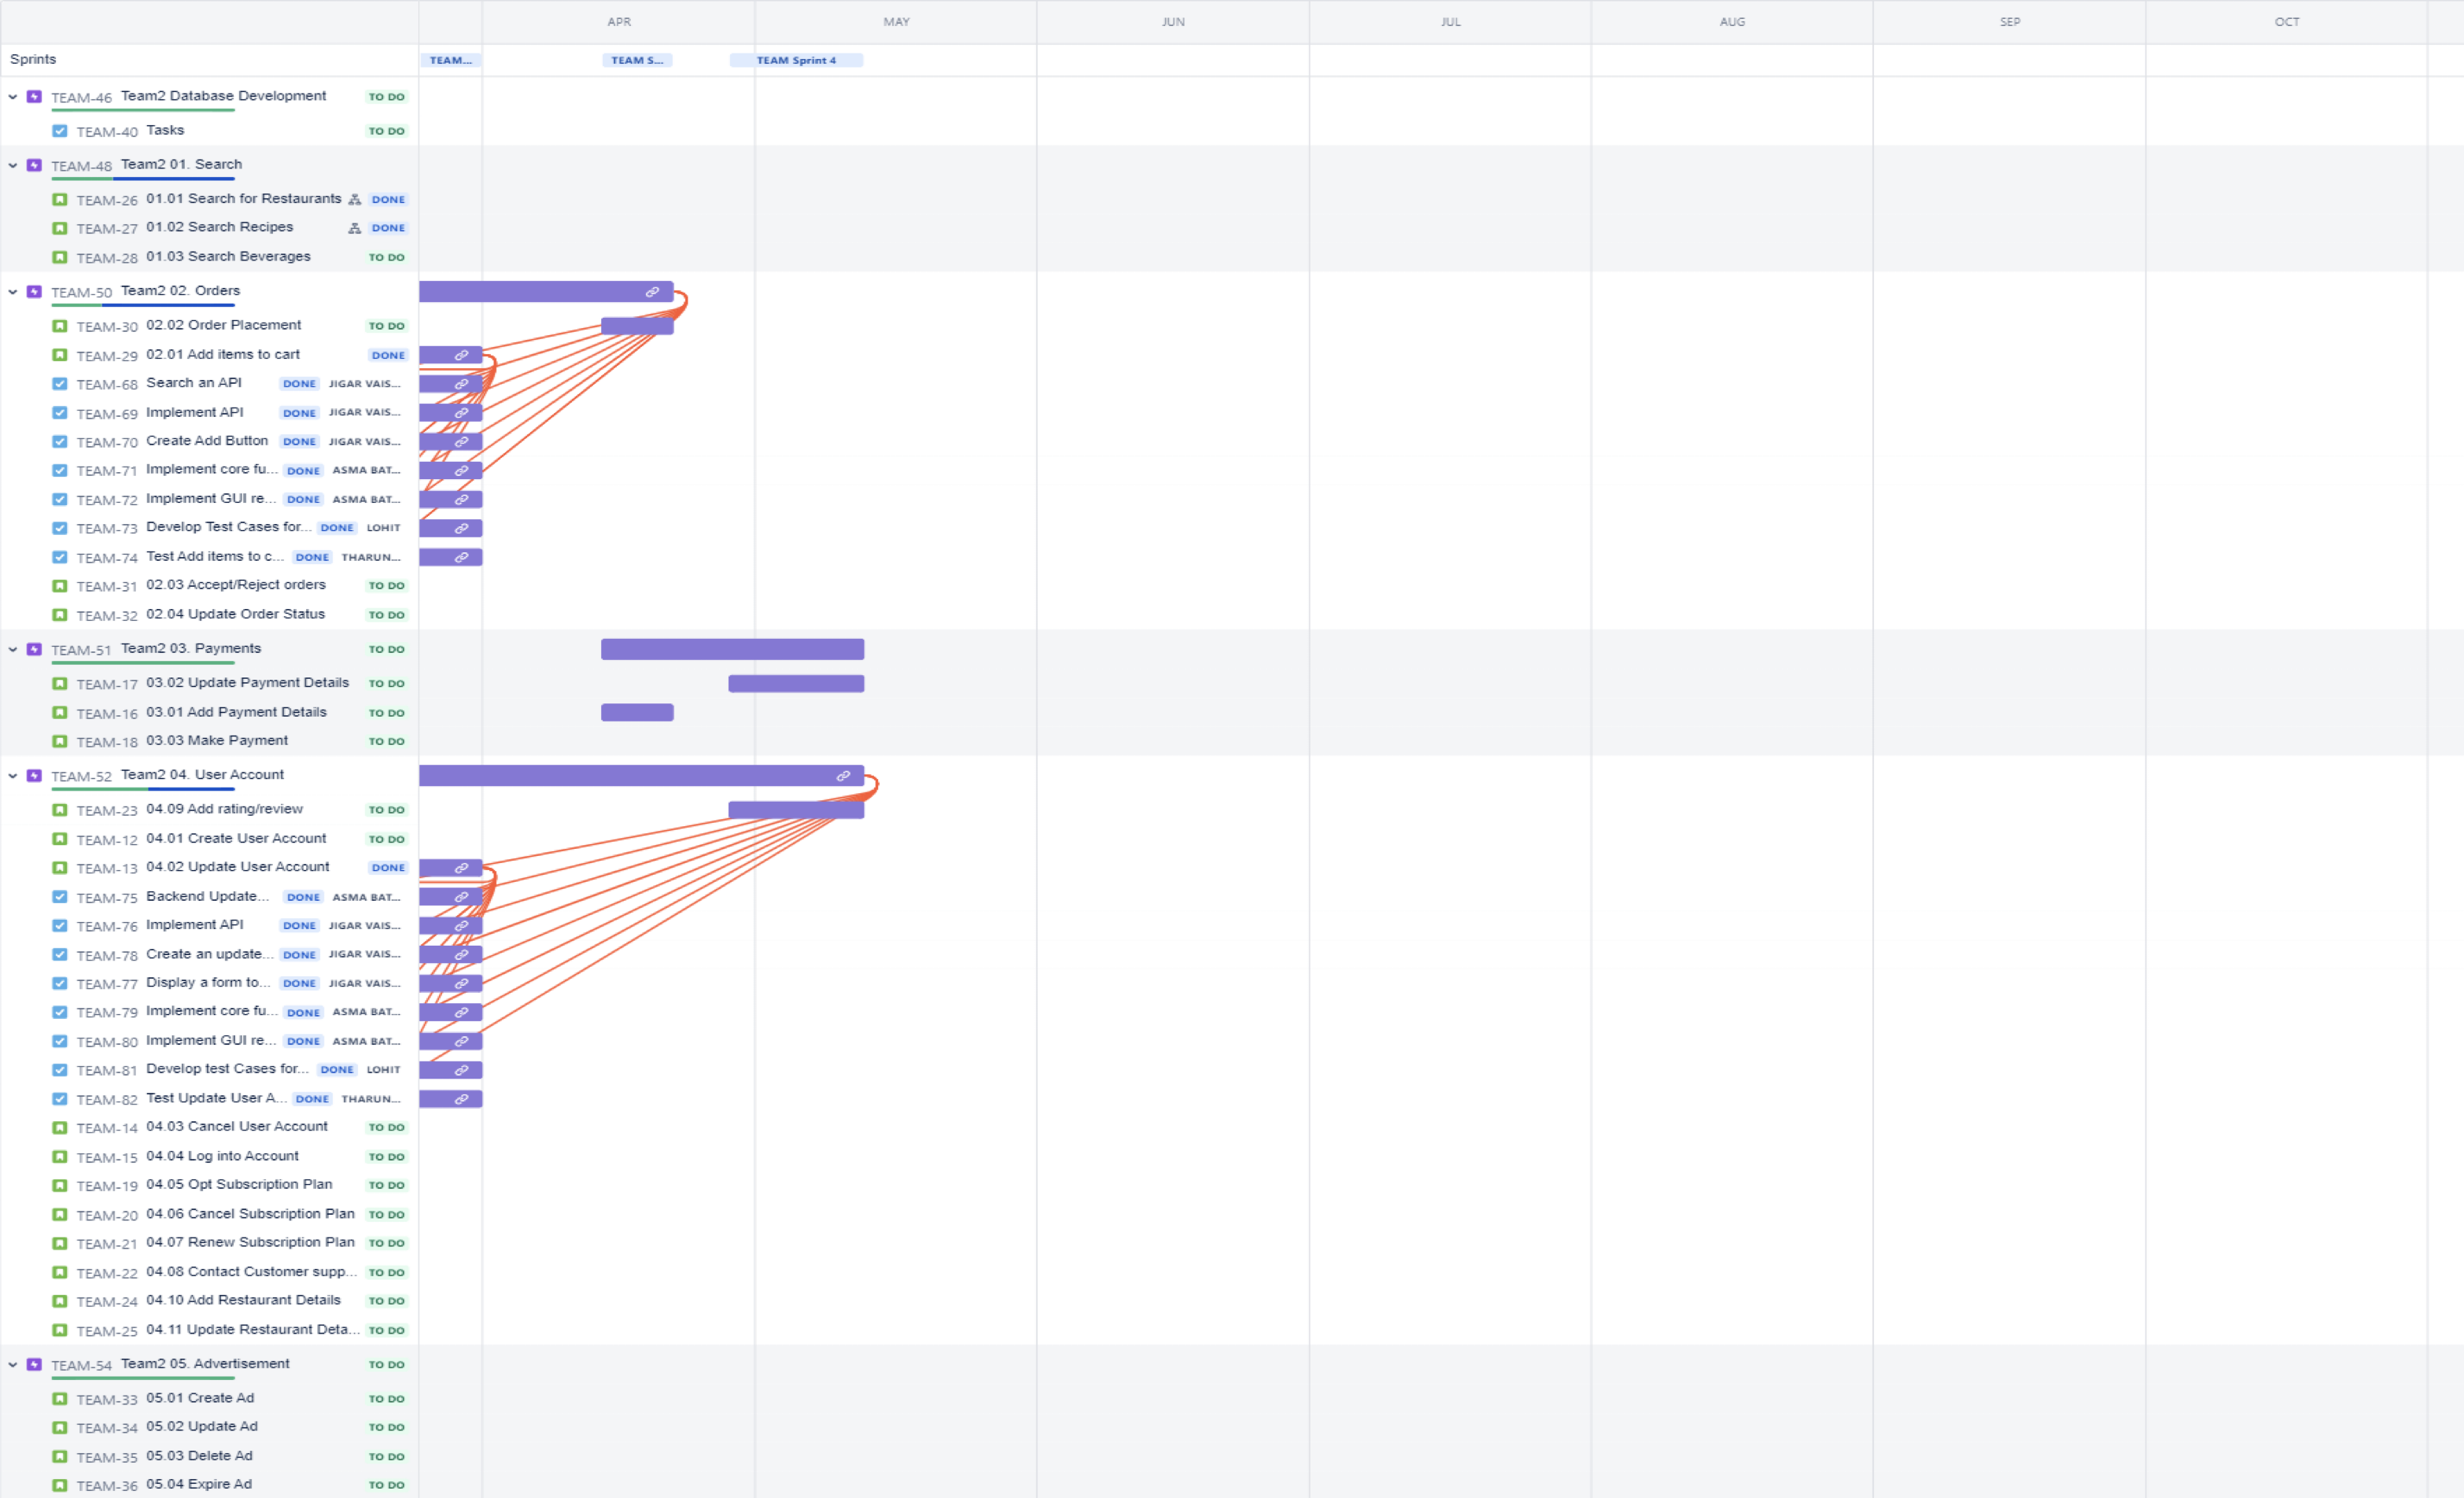 APR MAY JUN JUL AUG SEP OCT
Sprints TEAM... TEAM S... TEAM Sprint 4
TEAM-46 Team2 Database Development TO DO
TEAM-40 Tasks TO DO
TEAM-48 Team2 01. Search
TEAM-26 01.01 Search for Restaurants DONE
TEAM-27 01.02 Search Recipes DONE
TEAM-28 01.03 Search Beverages TO DO
TEAM-50 Team2 02. Orders
TEAM-30 02.02 Order Placement TO DO
TEAM-29 02.01 Add items to cart DONE
TEAM-68 Search an API DONE JIGAR VAIS...
TEAM-69 Implement API DONE JIGAR VAIS...
TEAM-70 Create Add Button DONE JIGAR VAIS...
TEAM-71 Implement core fu... DONE ASMA BAT...
TEAM-72 Implement GUI re... DONE ASMA BAT...
TEAM-73 Develop Test Cases for... DONE LOHIT
TEAM-74 Test Add items to c... DONE THARUN...
TEAM-31 02.03 Accept/Reject orders TO DO
TEAM-32 02.04 Update Order Status TO DO
TEAM-51 Team2 03. Payments TO DO
TEAM-17 03.02 Update Payment Details TO DO
TEAM-16 03.01 Add Payment Details TO DO
TEAM-18 03.03 Make Payment TO DO
TEAM-52 Team2 04. User Account
TEAM-23 04.09 Add rating/review TO DO
TEAM-12 04.01 Create User Account TO DO
TEAM-13 04.02 Update User Account DONE
TEAM-75 Backend Update... DONE ASMA BAT...
TEAM-76 Implement API DONE JIGAR VAIS...
TEAM-78 Create an update... DONE JIGAR VAIS...
TEAM-77 Display a form to... DONE JIGAR VAIS...
TEAM-79 Implement core fu... DONE ASMA BAT...
TEAM-80 Implement GUI re... DONE ASMA BAT...
TEAM-81 Develop test Cases for... DONE LOHIT
TEAM-82 Test Update User A... DONE THARUN...
TEAM-14 04.03 Cancel User Account TO DO
TEAM-15 04.04 Log into Account TO DO
TEAM-19 04.05 Opt Subscription Plan TO DO
TEAM-20 04.06 Cancel Subscription Plan TO DO
TEAM-21 04.07 Renew Subscription Plan TO DO
TEAM-22 04.08 Contact Customer supp... TO DO
TEAM-24 04.10 Add Restaurant Details TO DO
TEAM-25 04.11 Update Restaurant Deta... TO DO
TEAM-54 Team2 05. Advertisement TO DO
TEAM-33 05.01 Create Ad TO DO
TEAM-34 05.02 Update Ad TO DO
TEAM-35 05.03 Delete Ad TO DO
TEAM-36 05.04 Expire Ad TO DO